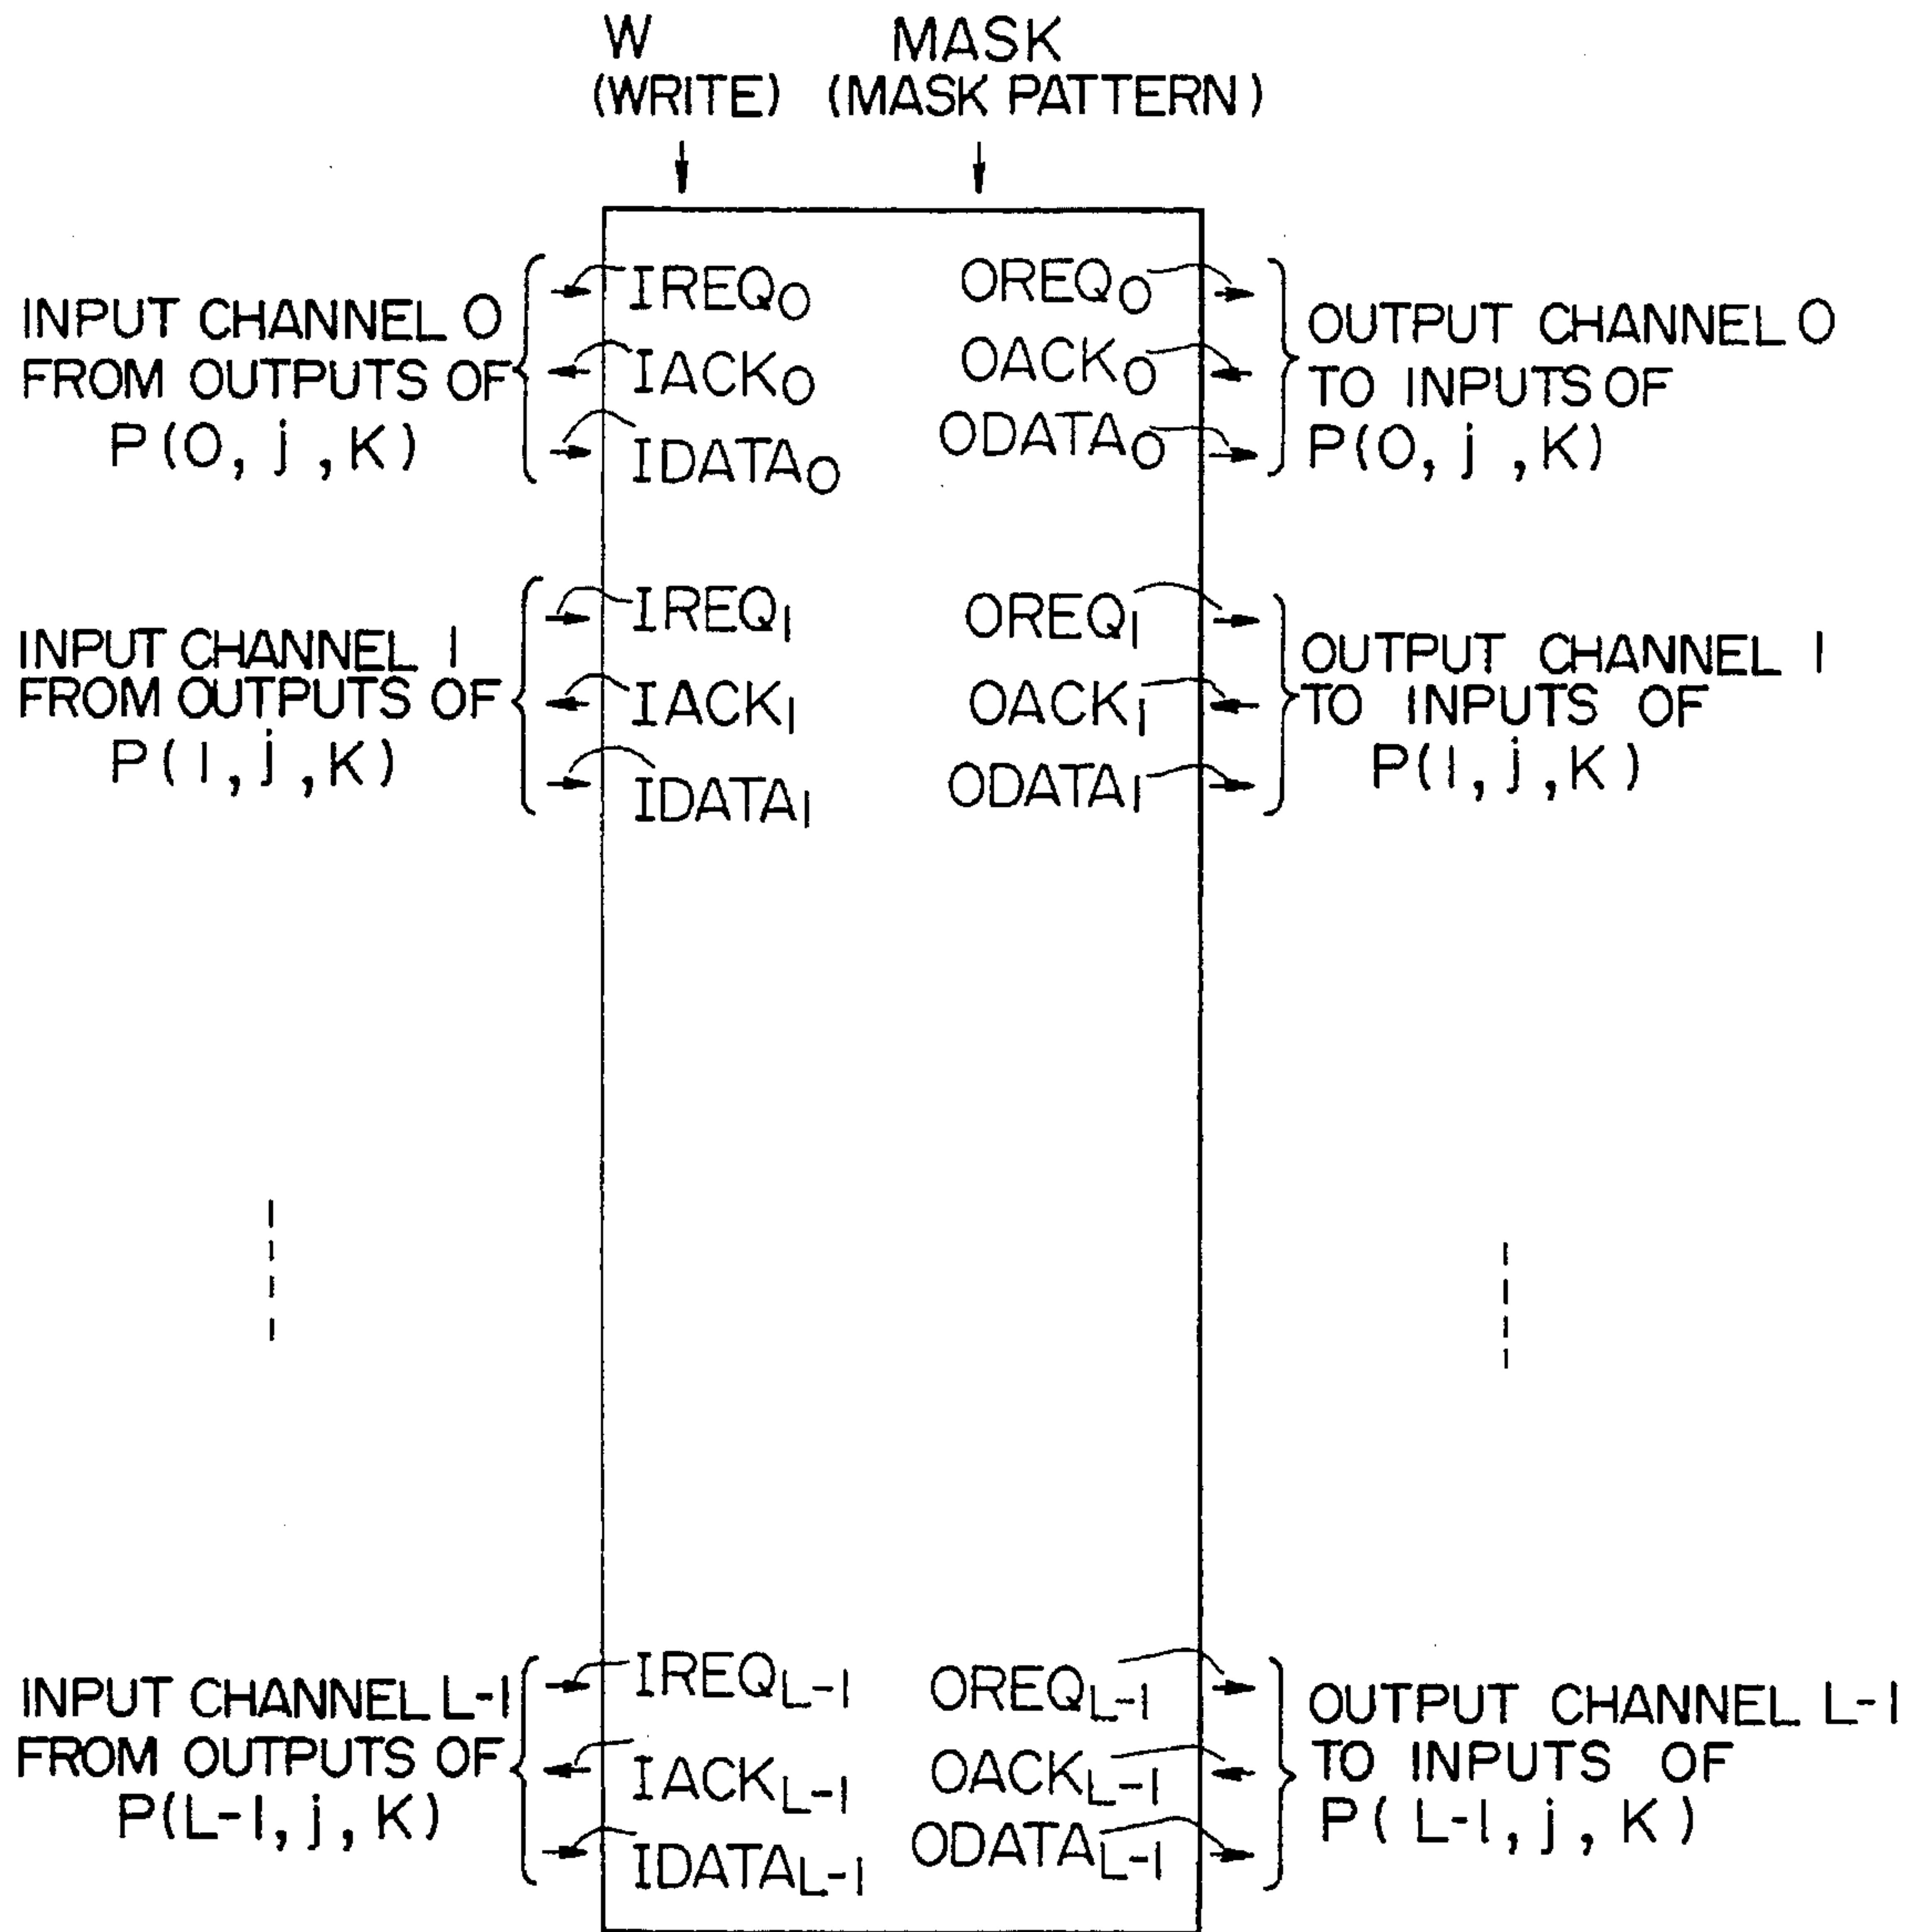 W MASK
(WRITE) (MASK PATTERN)
INPUT CHANNEL 0
FROM OUTPUTS OF
P(0, j, K)
IREQ0
IACK0
IDATA0
OREQ0
OACK0
ODATA0
OUTPUT CHANNEL 0
TO INPUTS OF
P(0, j, K)
INPUT CHANNEL 1
FROM OUTPUTS OF
P(1, j, K)
IREQ1
IACK1
IDATA1
OREQ1
OACK1
ODATA1
OUTPUT CHANNEL 1
TO INPUTS OF
P(1, j, K)
INPUT CHANNEL L-1
FROM OUTPUTS OF
P(L-1, j, K)
IREQL-1
IACKL-1
IDATAL-1
OREQL-1
OACKL-1
ODATAL-1
OUTPUT CHANNEL L-1
TO INPUTS OF
P(L-1, j, K)